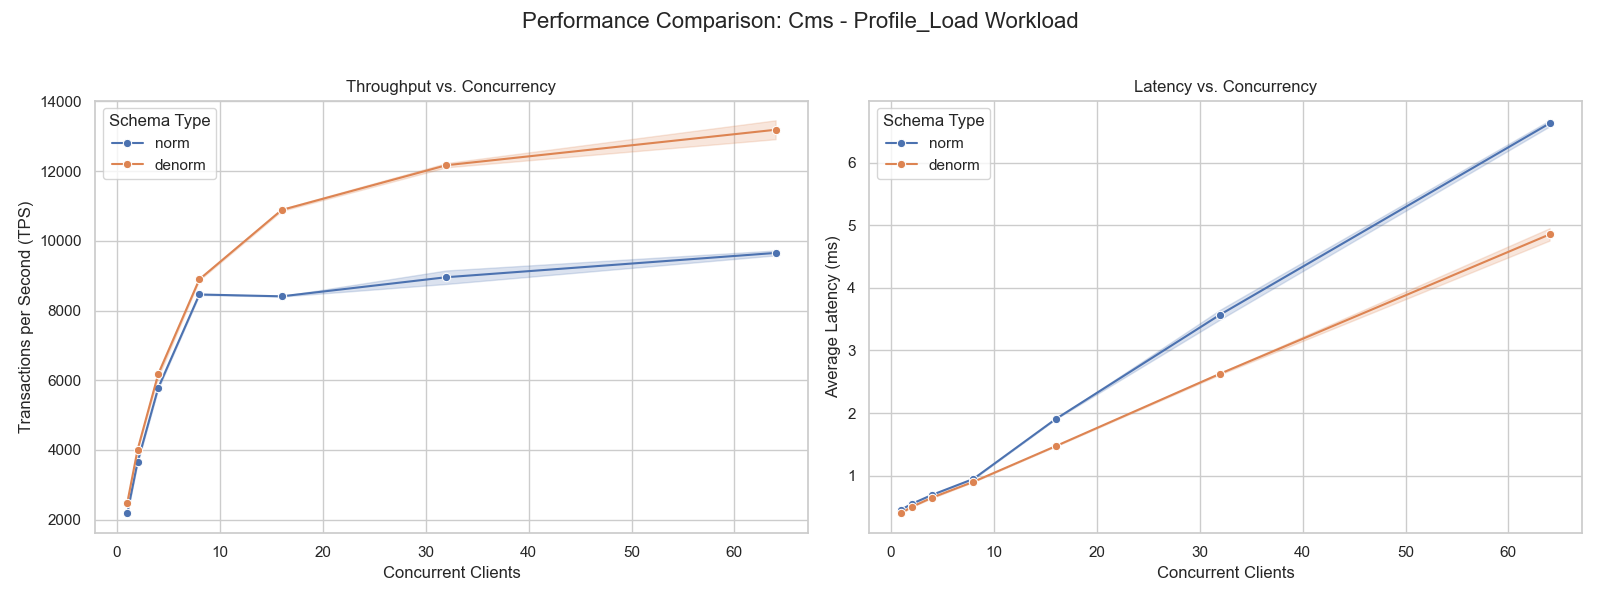 Performance Comparison: Cms - Profile_Load Workload
Throughput vs. Concurrency
Transactions per Second (TPS)
14000
12000
10000
8000
6000
4000
2000
Schema Type
norm
denorm
0 10 20 30 40 50 60
Concurrent Clients
Latency vs. Concurrency
Average Latency (ms)
6
5
4
3
2
1
Schema Type
norm
denorm
0 10 20 30 40 50 60
Concurrent Clients